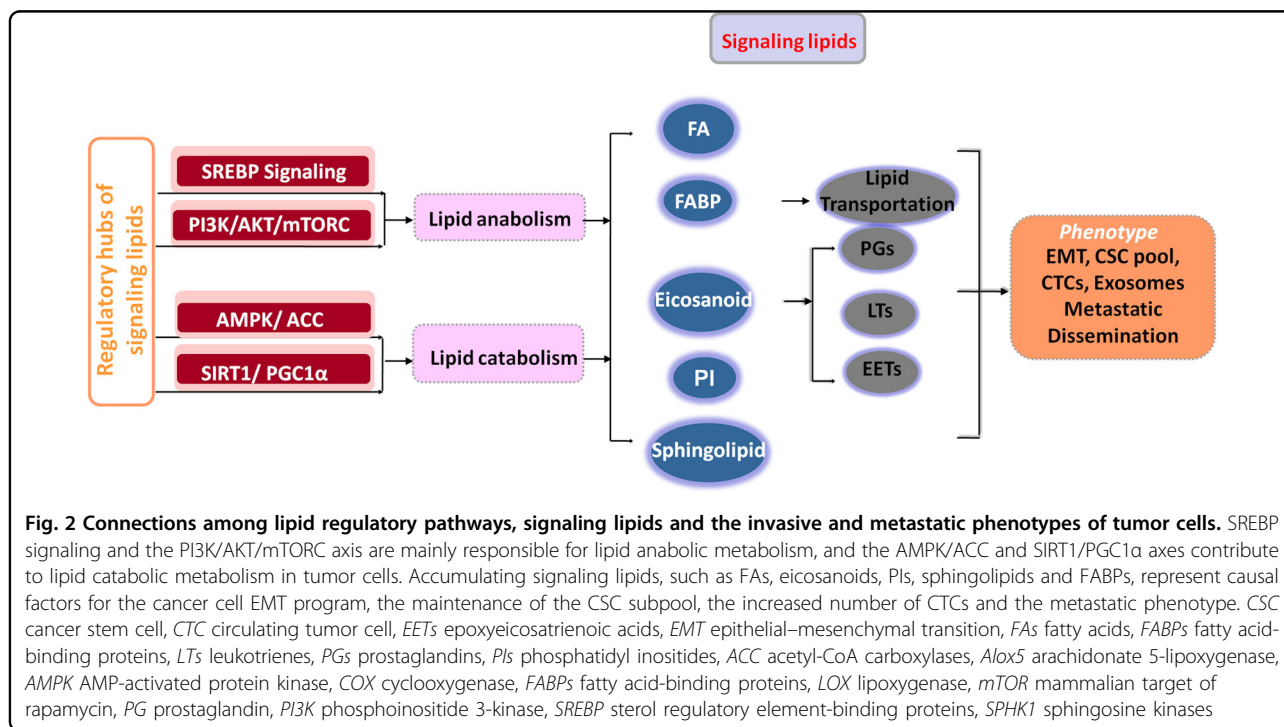 Signaling lipids
Regulatory hubs of
signaling lipids
SREBP Signaling
PI3K/AKT/mTORC
AMPK/ ACC
SIRT1/ PGC1α
Lipid anabolism
Lipid catabolism
FA
FABP
Eicosanoid
PI
Sphingolipid
Lipid
Transportation
PGs
LTs
EETs
Phenotype
EMT, CSC pool,
CTCs, Exosomes
Metastatic
Dissemination
Fig. 2 Connections among lipid regulatory pathways, signaling lipids and the invasive and metastatic phenotypes of tumor cells. SREBP
signaling and the PI3K/AKT/mTORC axis are mainly responsible for lipid anabolic metabolism, and the AMPK/ACC and SIRT1/PGC1α axes contribute
to lipid catabolic metabolism in tumor cells. Accumulating signaling lipids, such as FAs, eicosanoids, PIs, sphingolipids and FABPs, represent causal
factors for the cancer cell EMT program, the maintenance of the CSC subpool, the increased number of CTCs and the metastatic phenotype. CSC
cancer stem cell, CTC circulating tumor cell, EETs epoxyeicosatrienoic acids, EMT epithelial–mesenchymal transition, FAs fatty acids, FABPs fatty acid-
binding proteins, LTs leukotrienes, PGs prostaglandins, PIs phosphatidyl inositides, ACC acetyl-CoA carboxylases, Alox5 arachidonate 5-lipoxygenase,
AMPK AMP-activated protein kinase, COX cyclooxygenase, FABPs fatty acid-binding proteins, LOX lipoxygenase, mTOR mammalian target of
rapamycin, PG prostaglandin, PI3K phosphoinositide 3-kinase, SREBP sterol regulatory element-binding proteins, SPHK1 sphingosine kinases